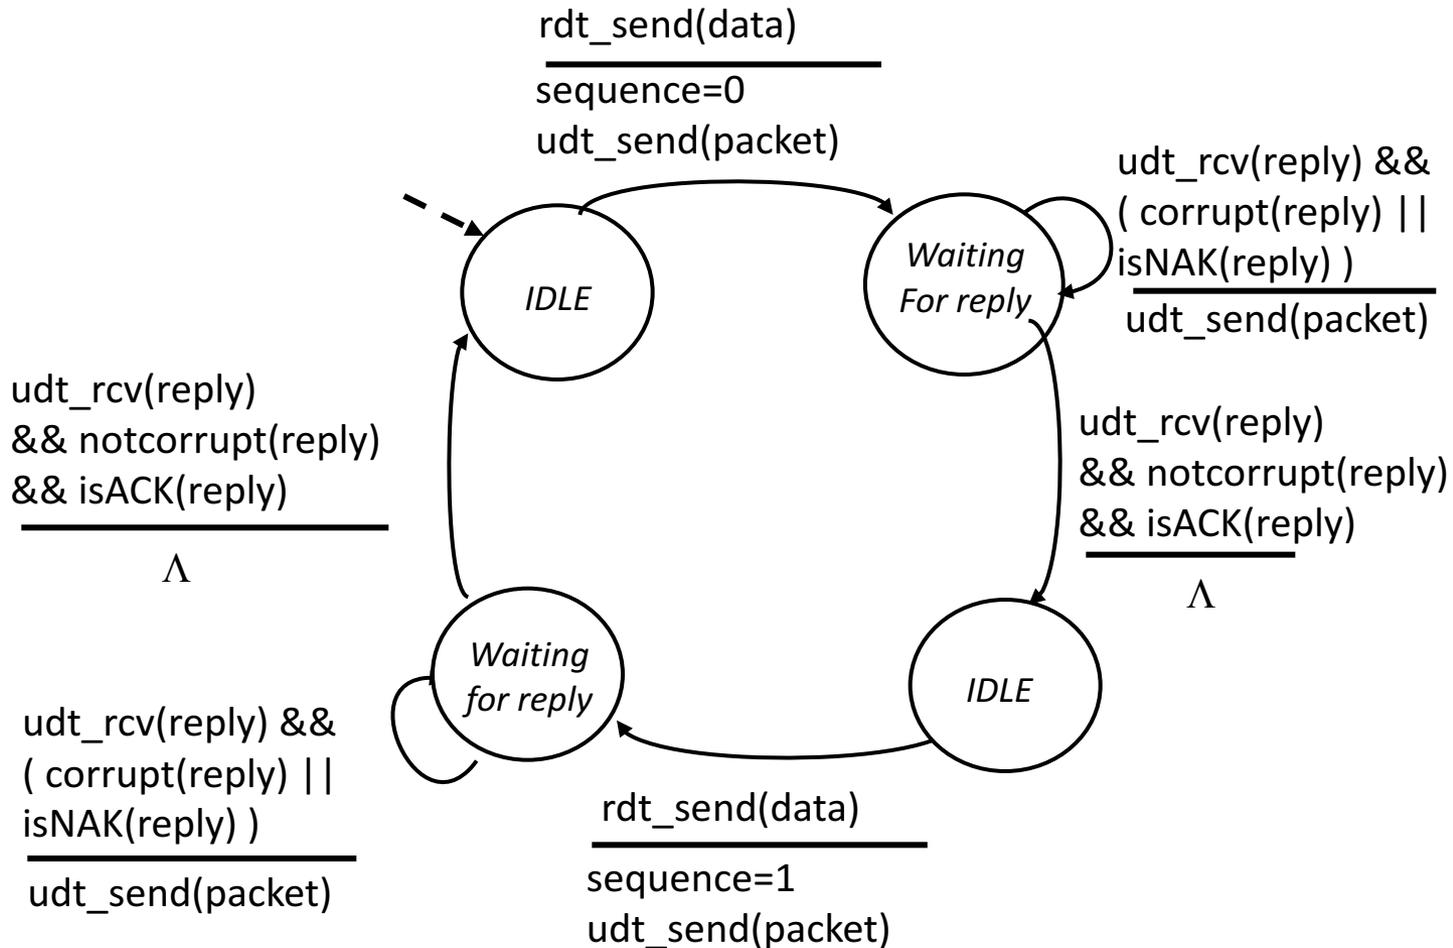 rdt_send(data)
sequence=0
udt_send(packet)
udt_rcv(reply) &&
( corrupt(reply) ||
isNAK(reply) )
udt_send(packet)
IDLE
Waiting
For reply
udt_rcv(reply)
&& notcorrupt(reply)
&& isACK(reply)
Λ
udt_rcv(reply)
&& notcorrupt(reply)
&& isACK(reply)
Λ
Waiting
for reply
IDLE
udt_rcv(reply) &&
( corrupt(reply) ||
isNAK(reply) )
udt_send(packet)
rdt_send(data)
sequence=1
udt_send(packet)